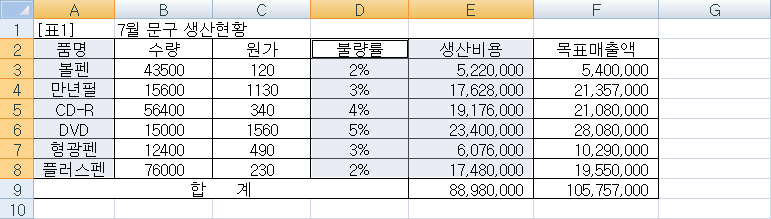 A B C D E F G
1 [표1] 7월 문구 생산현황
2 품명 수량 원가 불량률 생산비용 목표매출액
3 볼펜 43500 120 2% 5,220,000 5,400,000
4 만년필 15600 1130 3% 17,628,000 21,357,000
5 CD-R 56400 340 4% 19,176,000 21,080,000
6 DVD 15000 1560 5% 23,400,000 28,080,000
7 형광펜 12400 490 3% 6,076,000 10,290,000
8 플러스펜 76000 230 2% 17,480,000 19,550,000
9 합 계 88,980,000 105,757,000
10